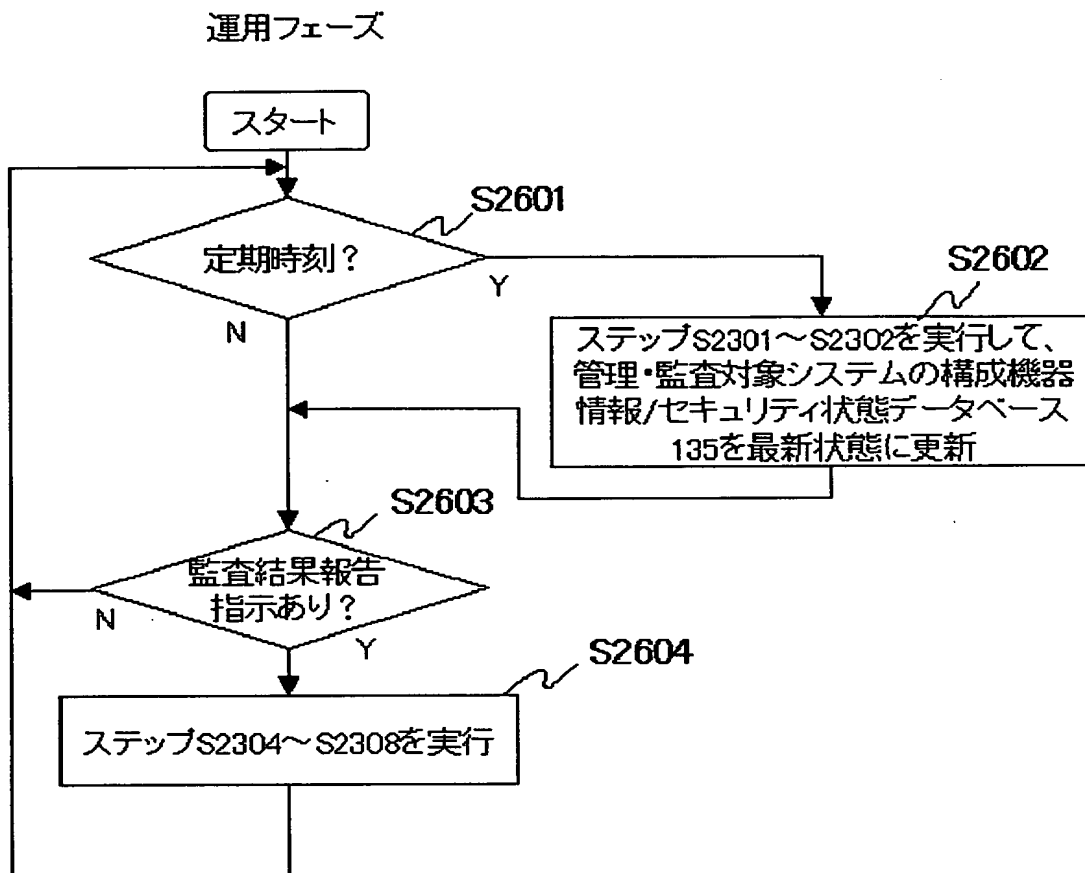 運用フェーズ
スタート
S2601
定期時刻?
Y
N
S2602
ステップS2301～S2302を実行して、
管理・監査対象システムの構成機器
情報/セキュリティ状態データベース
135を最新状態に更新
S2603
監査結果報告
指示あり?
N
Y
S2604
ステップS2304～S2308を実行